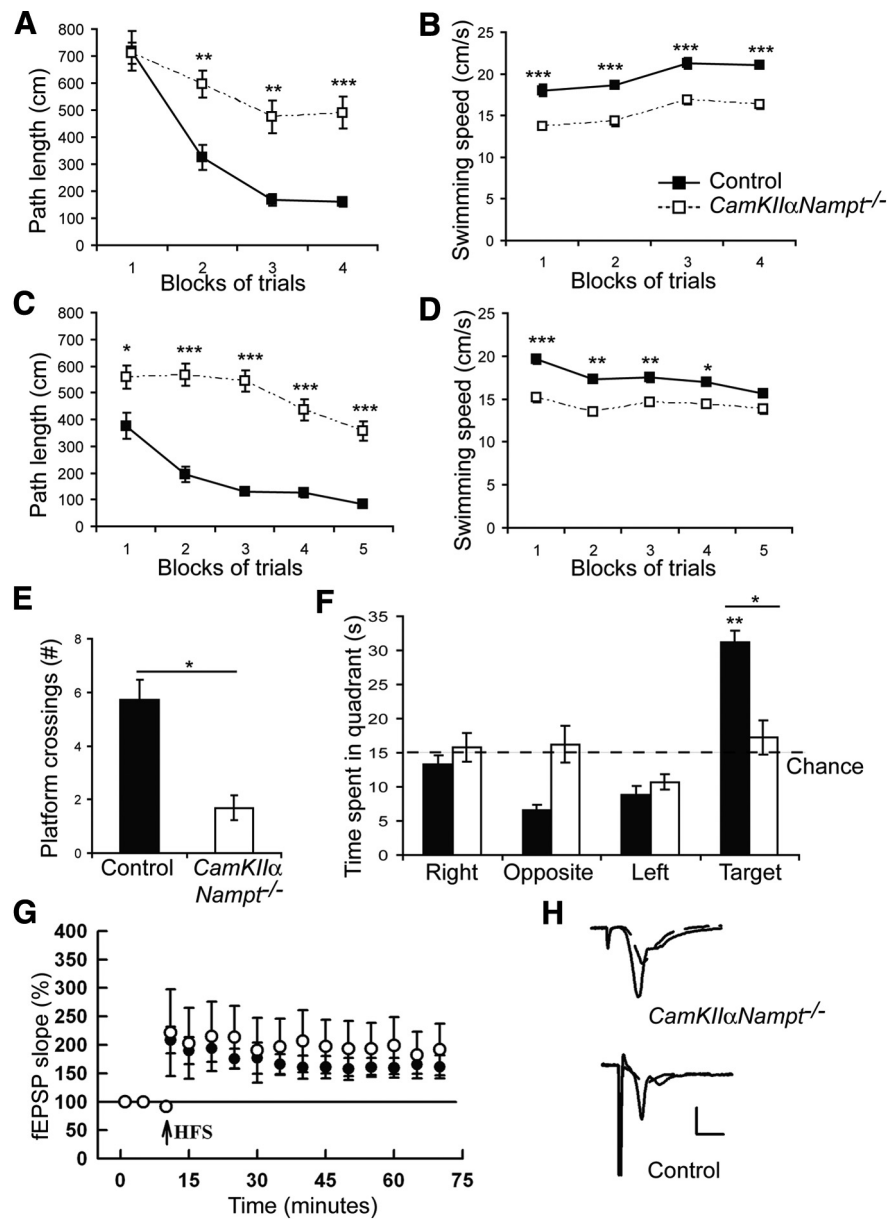 A
800
700
600
500
400
300
200
100
0
Path length (cm)
** ** ***
1 2 3 4
Blocks of trials
B
25
20
15
10
5
0
Swimming speed (cm/s)
*** *** *** ***
Control
CamKIIαNampt-/-
1 2 3 4
Blocks of trials
C
800
700
600
500
400
300
200
100
0
Path length (cm)
* *** *** *** ***
1 2 3 4 5
Blocks of trials
D
25
20
15
10
5
0
Swimming speed (cm/s)
*** ** ** *
1 2 3 4 5
Blocks of trials
E
8
6
4
2
0
Platform crossings (#)
*
Control CamKIIα
Nampt-/-
F
35
30
25
20
15
10
5
0
Time spent in quadrant (s)
*
**
Chance
Right Opposite Left Target
G
400
350
300
250
200
150
100
50
0
fEPSP slope (%)
HFS
0 15 30 45 60 75
Time (minutes)
H
CamKIIαNampt-/-
Control